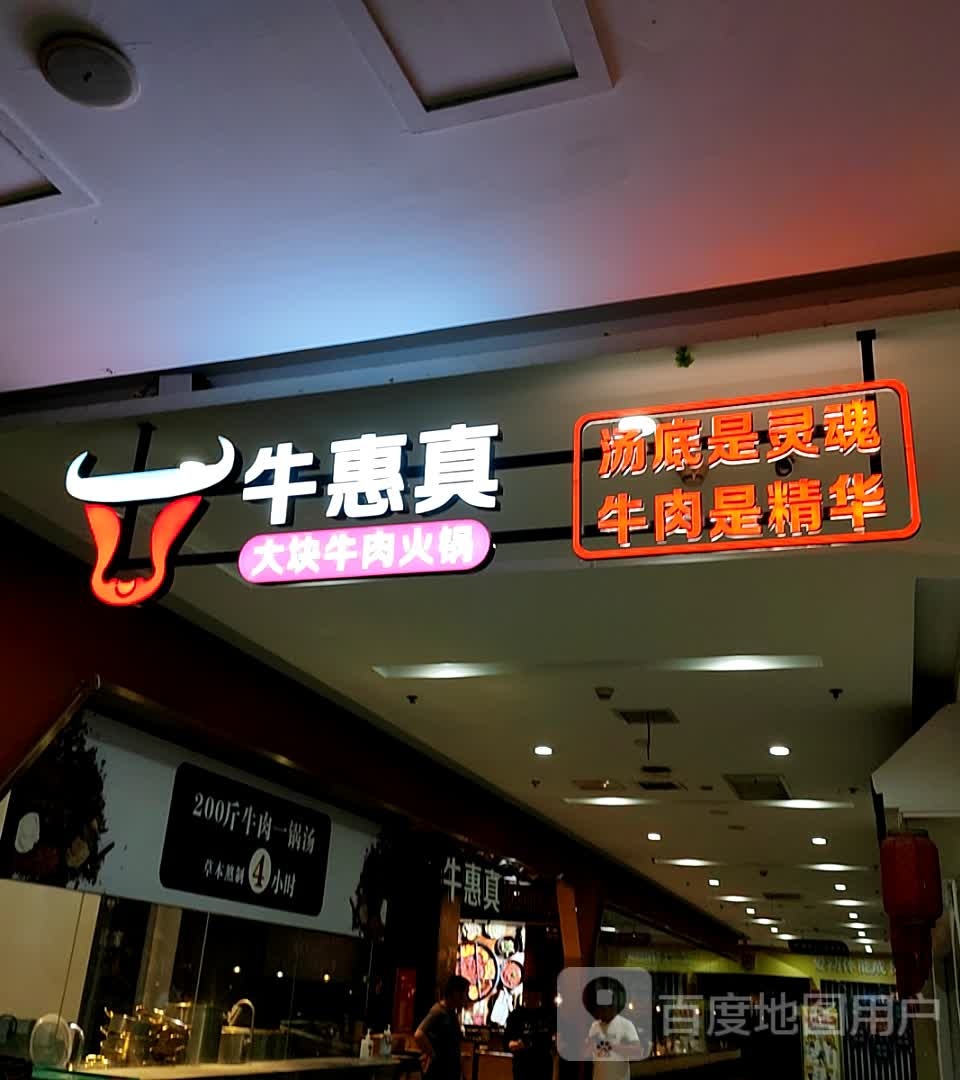 牛惠真
大块牛肉火锅
汤底是灵魂
牛肉是精华
200斤牛肉一锅汤
草本熬制4小时
牛惠真
百度地图用户